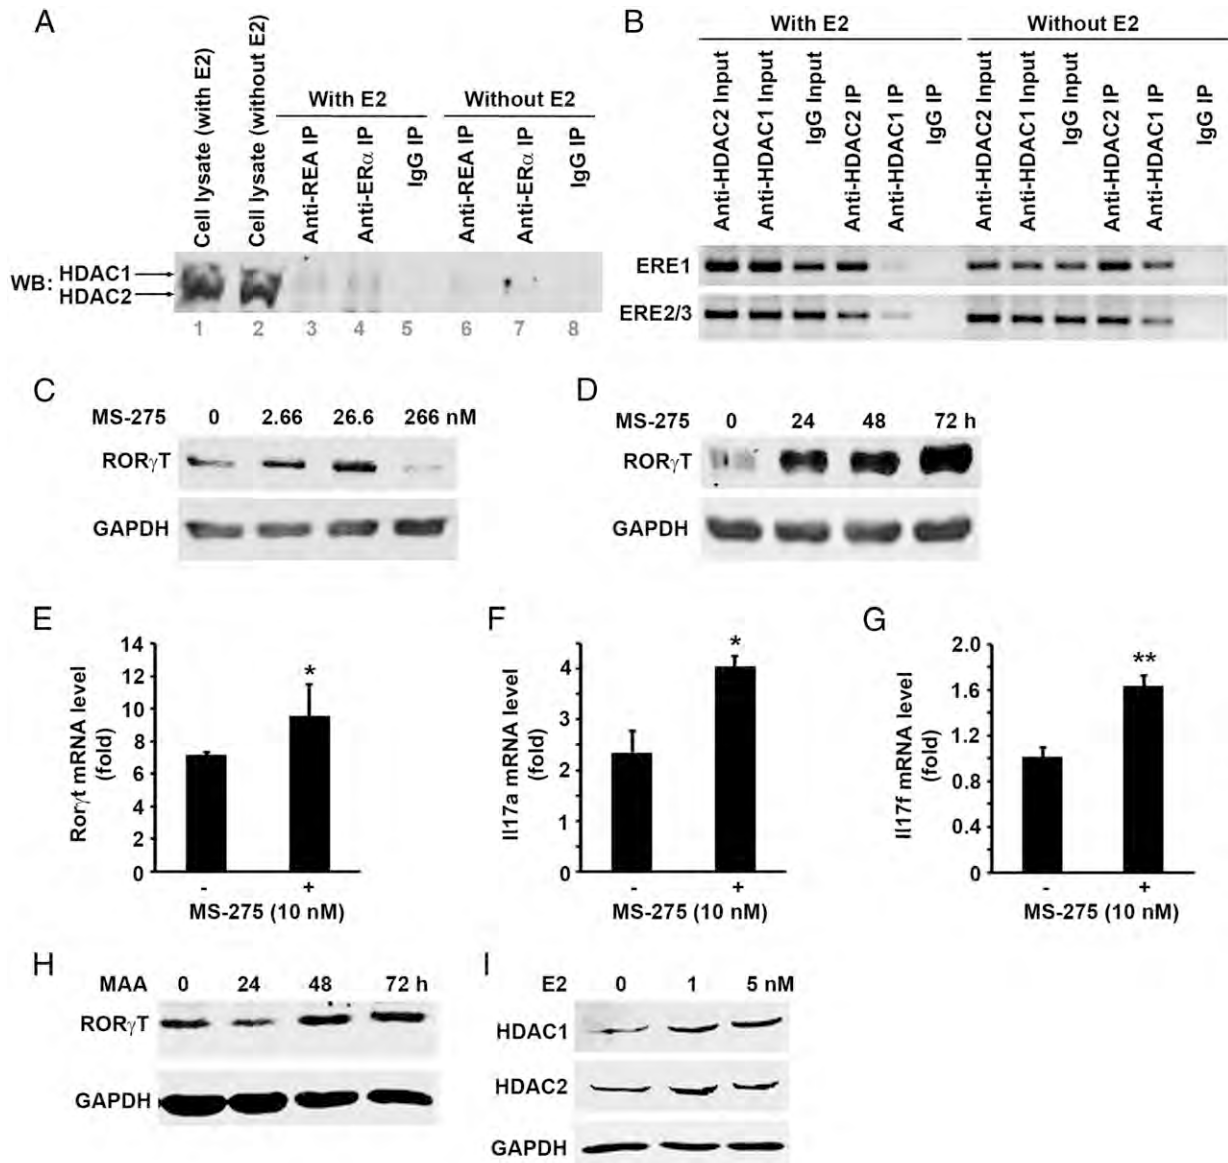 A
Cell lysate (with E2)
Cell lysate (without E2)
With E2
Without E2
Anti-REA IP
Anti-ERα IP
IgG IP
Anti-REA IP
Anti-ERα IP
IgG IP
WB: HDAC1
HDAC2
1 2 3 4 5 6 7 8
B
With E2
Without E2
Anti-HDAC2 Input
Anti-HDAC1 Input
IgG Input
Anti-HDAC2 IP
Anti-HDAC1 IP
IgG IP
Anti-HDAC2 Input
Anti-HDAC1 Input
IgG Input
Anti-HDAC2 IP
Anti-HDAC1 IP
IgG IP
ERE1
ERE2/3
C
MS-275 0 2.66 26.6 266 nM
RORγT
GAPDH
D
MS-275 0 24 48 72 h
RORγT
GAPDH
E
Rorγt mRNA level
(fold)
14
12
10
8
6
4
2
0
*
- +
MS-275 (10 nM)
F
Il17a mRNA level
(fold)
4
3
2
1
0
*
- +
MS-275 (10 nM)
G
Il17f mRNA level
(fold)
2.0
1.6
1.2
0.8
0.4
0
**
- +
MS-275 (10 nM)
H
MAA 0 24 48 72 h
RORγT
GAPDH
I
E2 0 1 5 nM
HDAC1
HDAC2
GAPDH